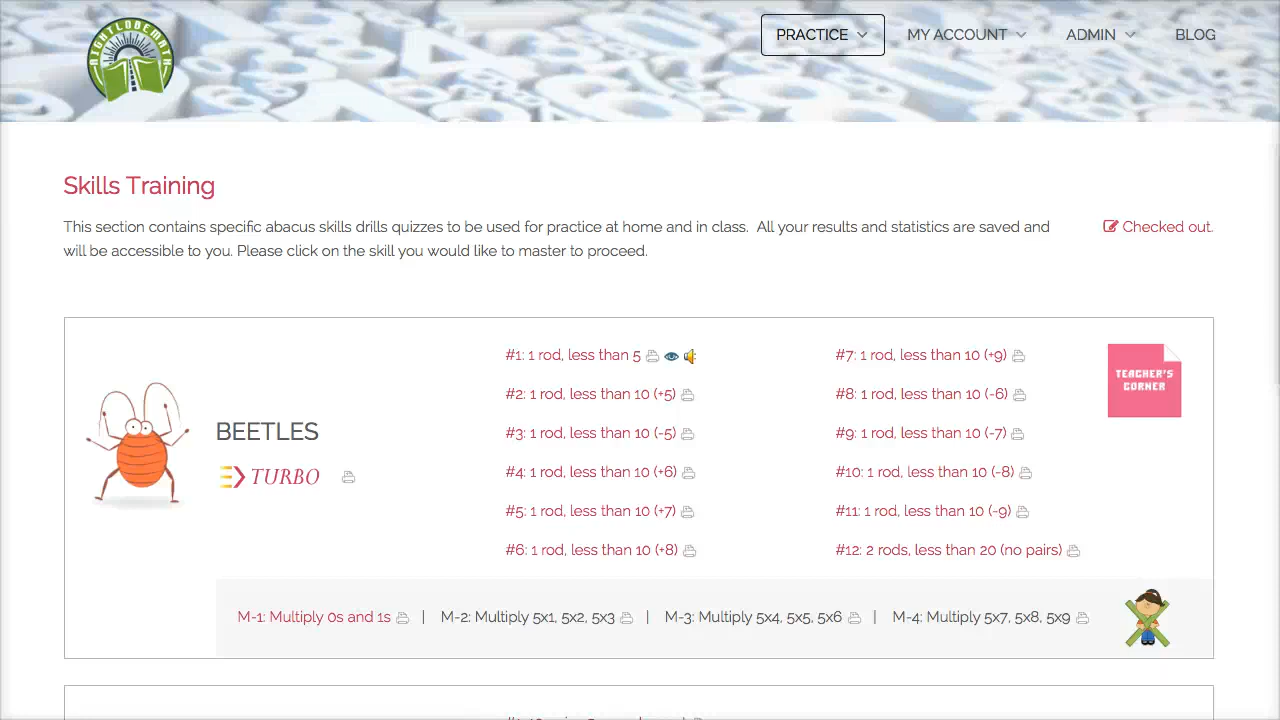 RIGHTLOBEMATH
PRACTICE MY ACCOUNT ADMIN BLOG
Skills Training
This section contains specific abacus skills drills quizzes to be used for practice at home and in class. All your results and statistics are saved and
will be accessible to you. Please click on the skill you would like to master to proceed.
Checked out.
BEETLES
TURBO
#1: 1 rod, less than 5
#2: 1 rod, less than 10 (+5)
#3: 1 rod, less than 10 (-5)
#4: 1 rod, less than 10 (+6)
#5: 1 rod, less than 10 (+7)
#6: 1 rod, less than 10 (+8)
#7: 1 rod, less than 10 (+9)
#8: 1 rod, less than 10 (-6)
#9: 1 rod, less than 10 (-7)
#10: 1 rod, less than 10 (-8)
#11: 1 rod, less than 10 (-9)
#12: 2 rods, less than 20 (no pairs)
TEACHER'S
CORNER
M-1: Multiply 0s and 1s | M-2: Multiply 5x1, 5x2, 5x3 | M-3: Multiply 5x4, 5x5, 5x6 | M-4: Multiply 5x7, 5x8, 5x9